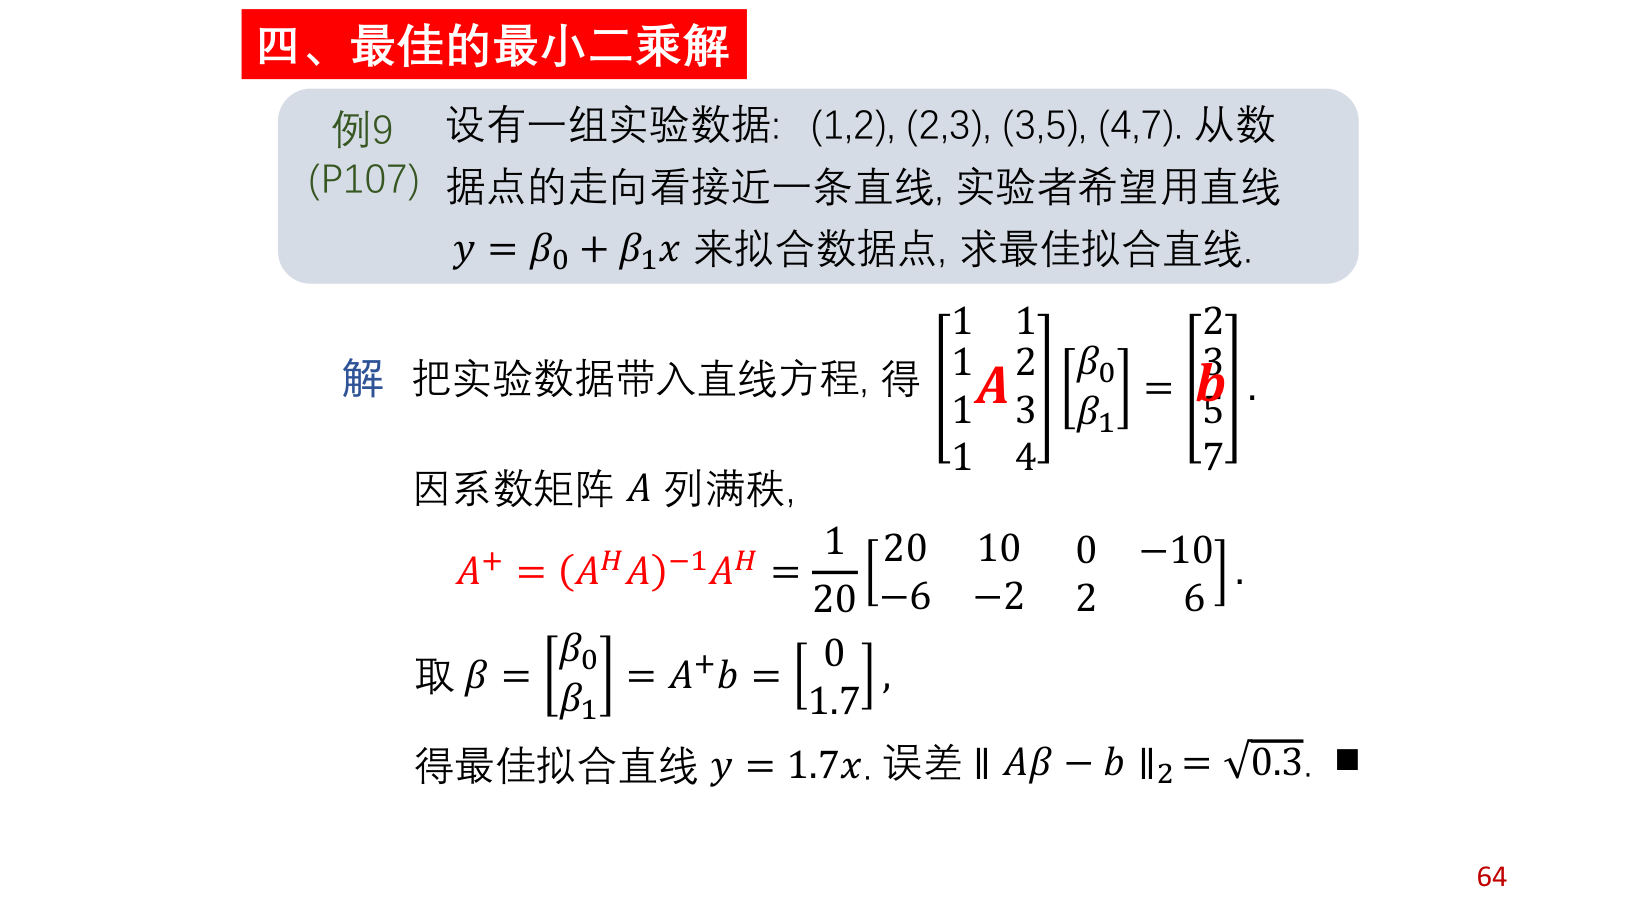 四、最佳的最小二乘解
例9 (P107) 设有一组实验数据: (1,2), (2,3), (3,5), (4,7). 从数
据点的走向看接近一条直线, 实验者希望用直线
y = β₀ + β₁x 来拟合数据点, 求最佳拟合直线.
解 把实验数据带入直线方程, 得 [1 1; 1 2; 1 3; 1 4] [β₀; β₁] = [2; 3; 5; 7] .
A b
因系数矩阵 A 列满秩,
A⁺ = (AᴴA)⁻¹Aᴴ = 1/20 [20 10 0 −10; −6 −2 2 6] .
取 β = [β₀; β₁] = A⁺b = [0; 1.7] ,
得最佳拟合直线 y = 1.7x. 误差 ∥ Aβ − b ∥₂ = √0.3. ■
64